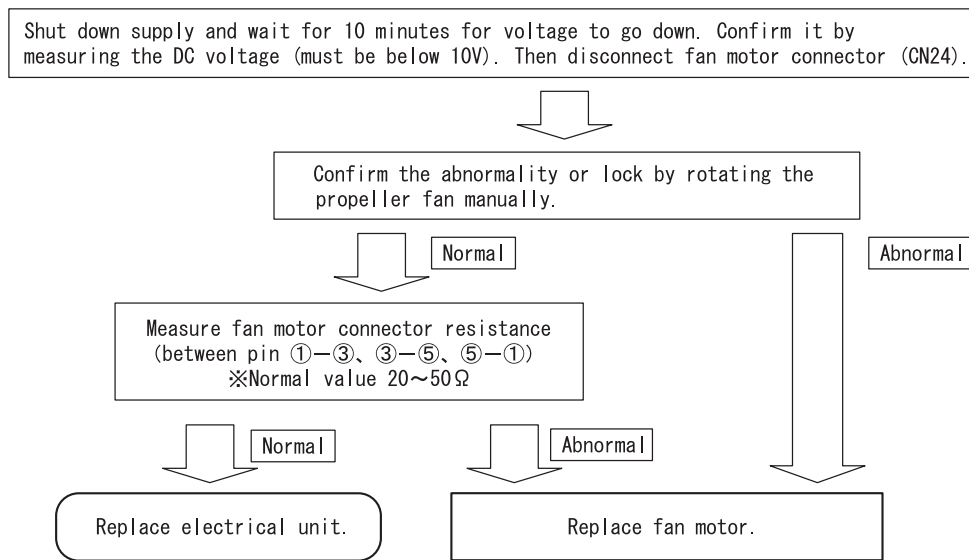 Shut down supply and wait for 10 minutes for voltage to go down. Confirm it by
measuring the DC voltage (must be below 10V). Then disconnect fan motor connector (CN24).
Confirm the abnormality or lock by rotating the
propeller fan manually.
Normal
Abnormal
Measure fan motor connector resistance
(between pin ①−③、③−⑤、⑤−①)
※Normal value 20～50Ω
Normal
Abnormal
Replace electrical unit.
Replace fan motor.